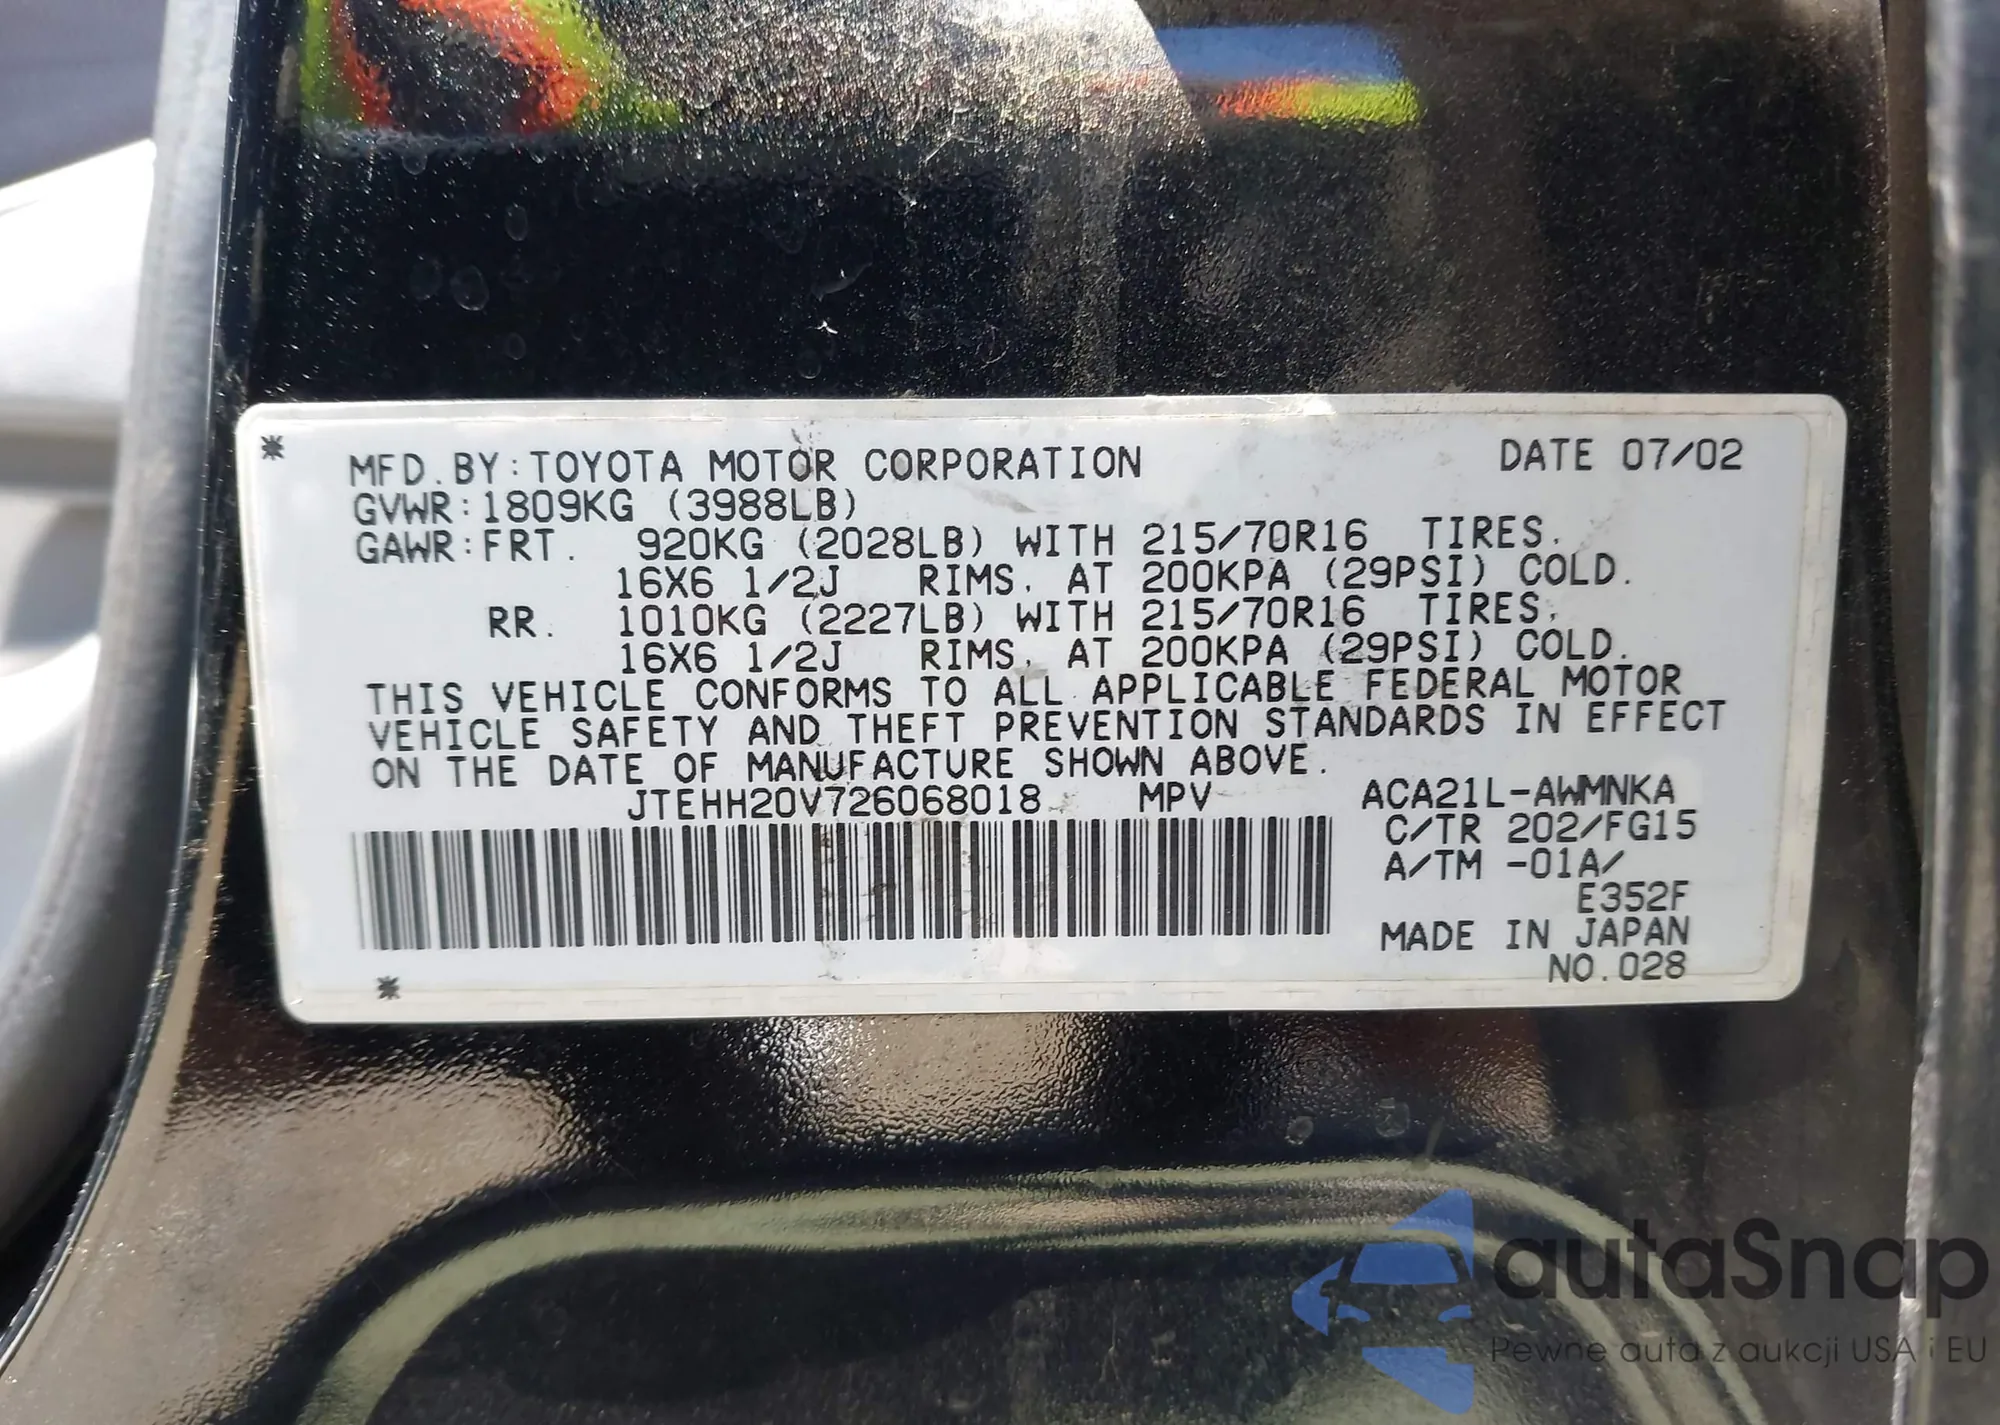 MFD.BY:TOYOTA MOTOR CORPORATION DATE 07/02
GVWR:1809KG (3988LB)
GAWR:FRT. 920KG (2028LB) WITH 215/70R16 TIRES,
16X6 1/2J RIMS, AT 200KPA (29PSI) COLD.
RR. 1010KG (2227LB) WITH 215/70R16 TIRES,
16X6 1/2J RIMS, AT 200KPA (29PSI) COLD.
THIS VEHICLE CONFORMS TO ALL APPLICABLE FEDERAL MOTOR
VEHICLE SAFETY AND THEFT PREVENTION STANDARDS IN EFFECT
ON THE DATE OF MANUFACTURE SHOWN ABOVE.
JTEHH20V726068018 MPV ACA21L-AWMNKA
C/TR 202/FG15
A/TM -01A/
E352F
MADE IN JAPAN
NO.028
autaSnap
Pewne auta z aukcji USA i EU